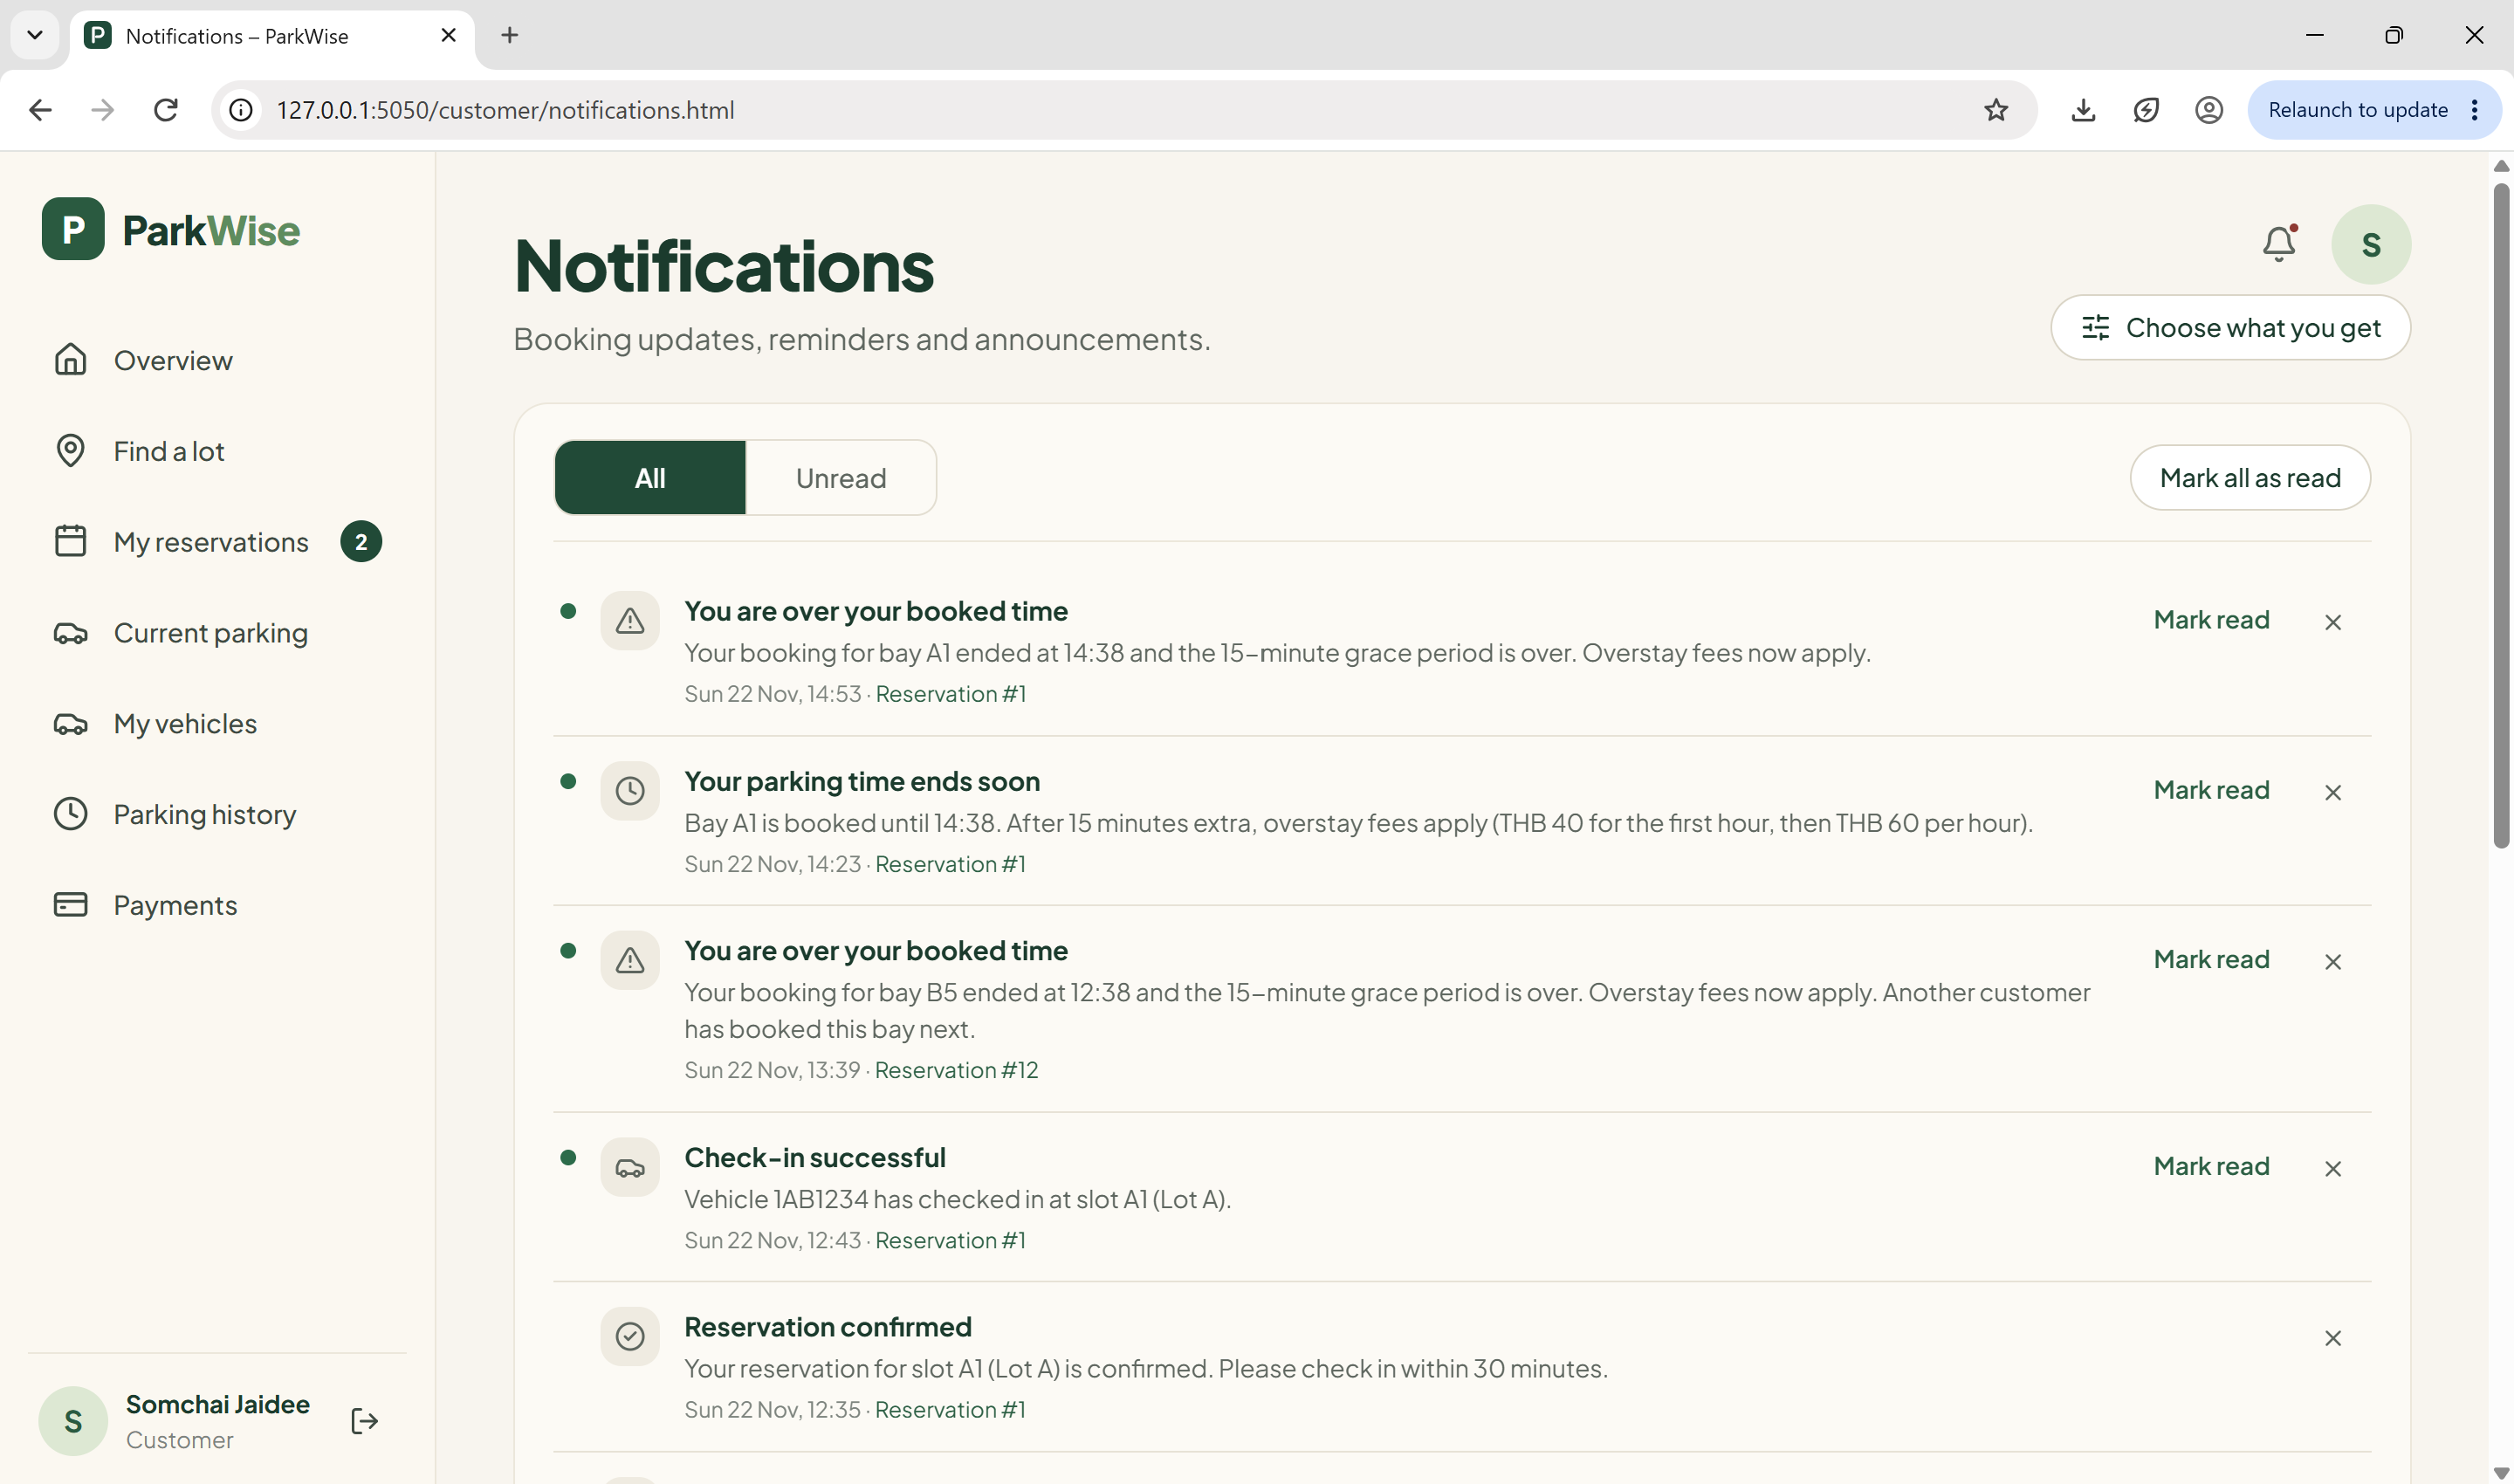 Notifications – ParkWise
127.0.0.1:5050/customer/notifications.html
Relaunch to update
P ParkWise
Overview
Find a lot
My reservations 2
Current parking
My vehicles
Parking history
Payments
S Somchai Jaidee
Customer
Notifications
Booking updates, reminders and announcements.
S
Choose what you get
All
Unread
Mark all as read
You are over your booked time
Your booking for bay A1 ended at 14:38 and the 15-minute grace period is over. Overstay fees now apply.
Sun 22 Nov, 14:53 · Reservation #1
Mark read
Your parking time ends soon
Bay A1 is booked until 14:38. After 15 minutes extra, overstay fees apply (THB 40 for the first hour, then THB 60 per hour).
Sun 22 Nov, 14:23 · Reservation #1
Mark read
You are over your booked time
Your booking for bay B5 ended at 12:38 and the 15-minute grace period is over. Overstay fees now apply. Another customer
has booked this bay next.
Sun 22 Nov, 13:39 · Reservation #12
Mark read
Check-in successful
Vehicle 1AB1234 has checked in at slot A1 (Lot A).
Sun 22 Nov, 12:43 · Reservation #1
Mark read
Reservation confirmed
Your reservation for slot A1 (Lot A) is confirmed. Please check in within 30 minutes.
Sun 22 Nov, 12:35 · Reservation #1